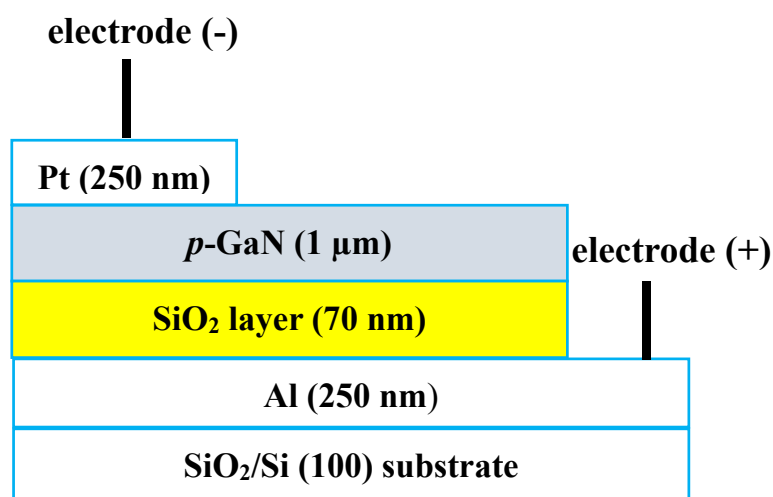 electrode (-)
Pt (250 nm)
p-GaN (1 µm)
electrode (+)
SiO₂ layer (70 nm)
Al (250 nm)
SiO₂/Si (100) substrate